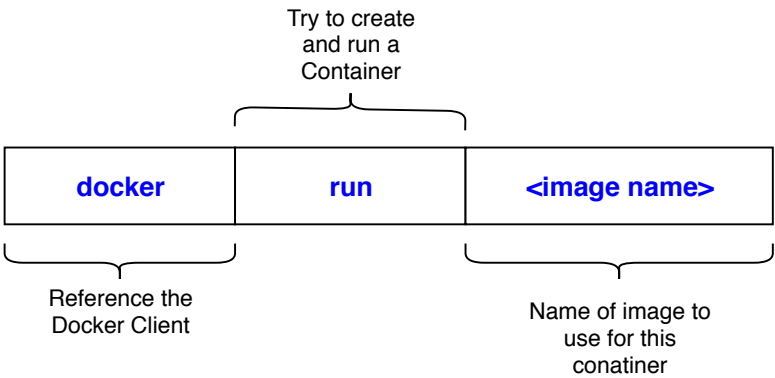 Try to create
and run a
Container
docker run <image name>
Reference the
Docker Client
Name of image to
use for this
conatiner